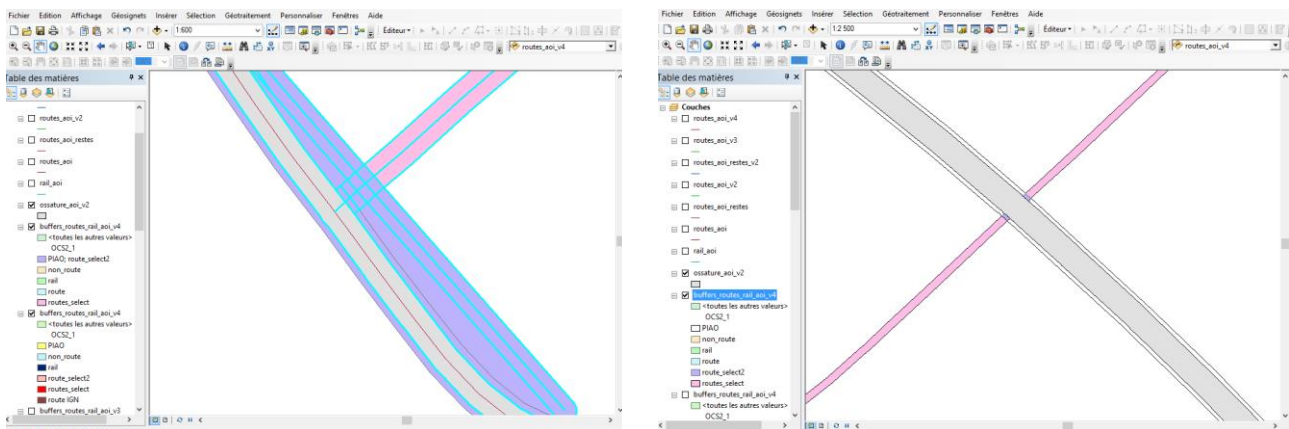 Fichier Edition Affichage Géosignets Insérer Sélection Géotraitement Personnaliser Fenêtres Aide
1:600
Éditeur
routes_aoi_v4
Table des matières
routes_aoi_v2
routes_aoi_restes
routes_aoi
rail_aoi
ossature_aoi_v2
buffers_routes_rail_aoi_v4
<toutes les autres valeurs>
OCS2_1
PIAO; route_select2
non_route
rail
route
routes_select
buffers_routes_rail_aoi_v4
<toutes les autres valeurs>
OCS2_1
PIAO
non_route
rail
route_select2
routes_select
route IGN
buffers_routes_rail_aoi_v3
Fichier Edition Affichage Géosignets Insérer Sélection Géotraitement Personnaliser Fenêtres Aide
1:2 500
Éditeur
routes_aoi_v4
Table des matières
Couches
routes_aoi_v4
routes_aoi_v3
routes_aoi_restes_v2
routes_aoi_v2
routes_aoi_restes
routes_aoi
rail_aoi
ossature_aoi_v2
buffers_routes_rail_aoi_v4
<toutes les autres valeurs>
OCS2_1
PIAO
non_route
rail
route
route_select2
routes_select
buffers_routes_rail_aoi_v4
<toutes les autres valeurs>
OCS2_1